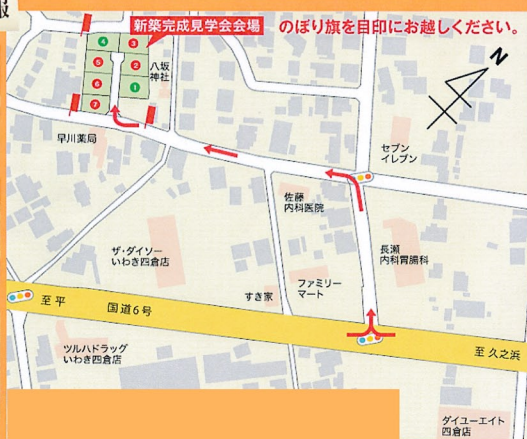 報
新築完成見学会会場
のぼり旗を目印にお越しください。
4
3
5
2
6
1
7
八坂
神社
N
早川薬局
セブン
イレブン
佐藤
内科医院
ザ・ダイソー
いわき四倉店
長瀬
内科胃腸科
ファミリー
マート
すき家
至 平
国道6号
至 久之浜
ツルハドラッグ
いわき四倉店
ダイユーエイト
四倉店